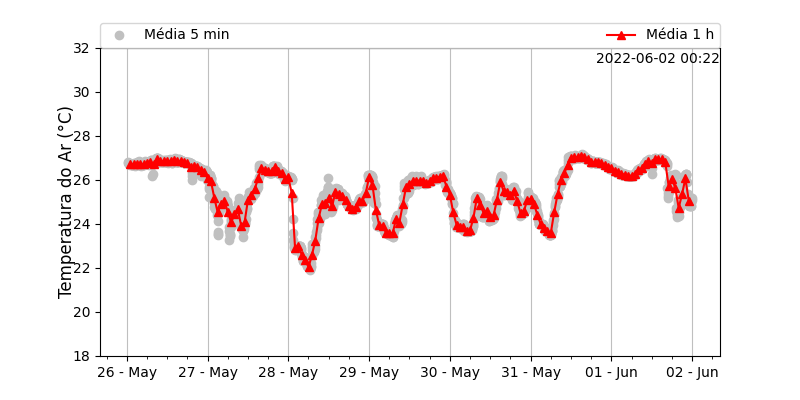 Média 5 min
Média 1 h
2022-06-02 00:22
Temperatura do Ar (°C)
32
30
28
26
24
22
20
18
26 - May
27 - May
28 - May
29 - May
30 - May
31 - May
01 - Jun
02 - Jun